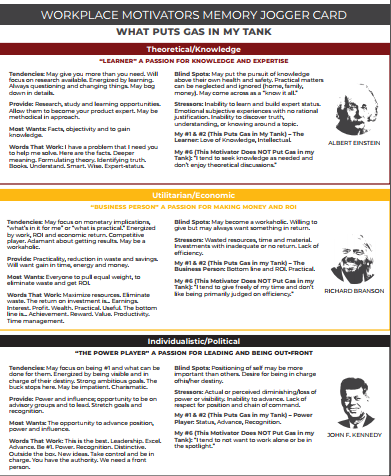 WORKPLACE MOTIVATORS MEMORY JOGGER CARD
WHAT PUTS GAS IN MY TANK
Theoretical/Knowledge
"LEARNER" A PASSION FOR KNOWLEDGE AND EXPERTISE
Tendencies: May give you more than you need. Will
focus on research available. Energized by learning.
Always questioning and changing things. May bog
down in details.
Provide: Research, study and learning opportunities.
Allow them to become your product expert. May be
methodical in approach.
Most Wants: Facts, objectivity and to gain
knowledge.
Words That Work: I have a problem that I need you
to help me solve. Here are the facts. Deeper
meaning. Formulating theory. Identifying truth.
Books. Understand. Smart. Wise. Expert-status.
Blind Spots: May put the pursuit of knowledge
above their own health and safety. Practical matters
can be neglected and ignored (home, family,
money). May come across as a "know it all."
Stressors: Inability to learn and build expert status.
Emotional subjective experiences with no rational
justification. Inability to discover truth,
understanding, or knowing around a topic.
My #1 & #2 (This Puts Gas in my Tank) – The
Learner: Love of Knowledge, Intellectual.
My #6 (This Motivator Does NOT Put Gas in my
Tank): "I tend to seek knowledge as needed and
don't enjoy theoretical discussions."
ALBERT EINSTEIN
Utilitarian/Economic
"BUSINESS PERSON" A PASSION FOR MAKING MONEY AND ROI
Tendencies: May focus on monetary implications,
"what's in it for me" or "what is practical." Energized
by work, ROI and economic return. Competitive
player. Adamant about getting results. May be a
workaholic.
Provide: Practicality, reduction in waste and savings.
Will want gain in time, energy and money.
Most Wants: Everyone to pull equal weight, to
eliminate waste and get ROI.
Words That Work: Maximize resources. Eliminate
waste. The return on investment is... Earnings.
Interest. Profit. Wealth. Practical. Useful. The bottom
line is... Achievement. Reward. Value. Productivity.
Time management.
Blind Spots: May become a workaholic. Willing to
give but may always want something in return.
Stressors: Wasted resources, time and material.
Investments with inadequate or no return. Lack of
efficiency.
My #1 & #2 (This Puts Gas in my Tank) – The
Business Person: Bottom line and ROI. Practical.
My #6 (This Motivator Does NOT Put Gas in my
Tank): "I tend to give freely of my time and don't
like being primarily judged on efficiency."
RICHARD BRANSON
Individualistic/Political
"THE POWER PLAYER" A PASSION FOR LEADING AND BEING OUT-FRONT
Tendencies: May focus on being #1 and what can be
done for them. Energized by being visible and in
charge of their destiny. Strong ambitious goals. The
buck stops here. May be impatient. Charismatic.
Provide: Power and influence; opportunity to be on
advisory groups and to lead. Stretch goals and
recognition.
Most Wants: The opportunity to advance position,
power and influence.
Words That Work: This is the best. Leadership. Excel.
Advance. Be #1. Power, Recognition, Distinctive.
Outside the box. New ideas. Take control and be in
charge. You have the authority. We need a front
person.
Blind Spots: Positioning of self may be more
important than others. Desire for being in charge
ofhis/her destiny.
Stressors: Actual or perceived diminishing/loss of
power or visibility. Inability to advance. Lack of
respect for position and chain of command.
My #1 & #2 (This Puts Gas in my Tank) – Power
Player: Status, Advance, Recognition.
My #6 (This Motivator Does NOT Put Gas in my
Tank): "I tend to not want to work alone or be in
the spotlight."
JOHN F. KENNEDY